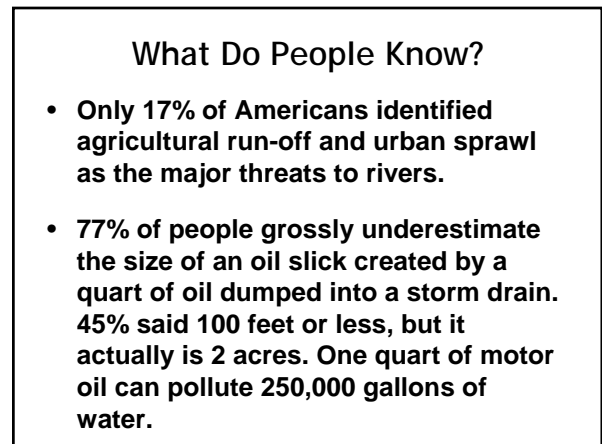 What Do People Know?
• Only 17% of Americans identified
agricultural run-off and urban sprawl
as the major threats to rivers.
• 77% of people grossly underestimate
the size of an oil slick created by a
quart of oil dumped into a storm drain.
45% said 100 feet or less, but it
actually is 2 acres. One quart of motor
oil can pollute 250,000 gallons of
water.